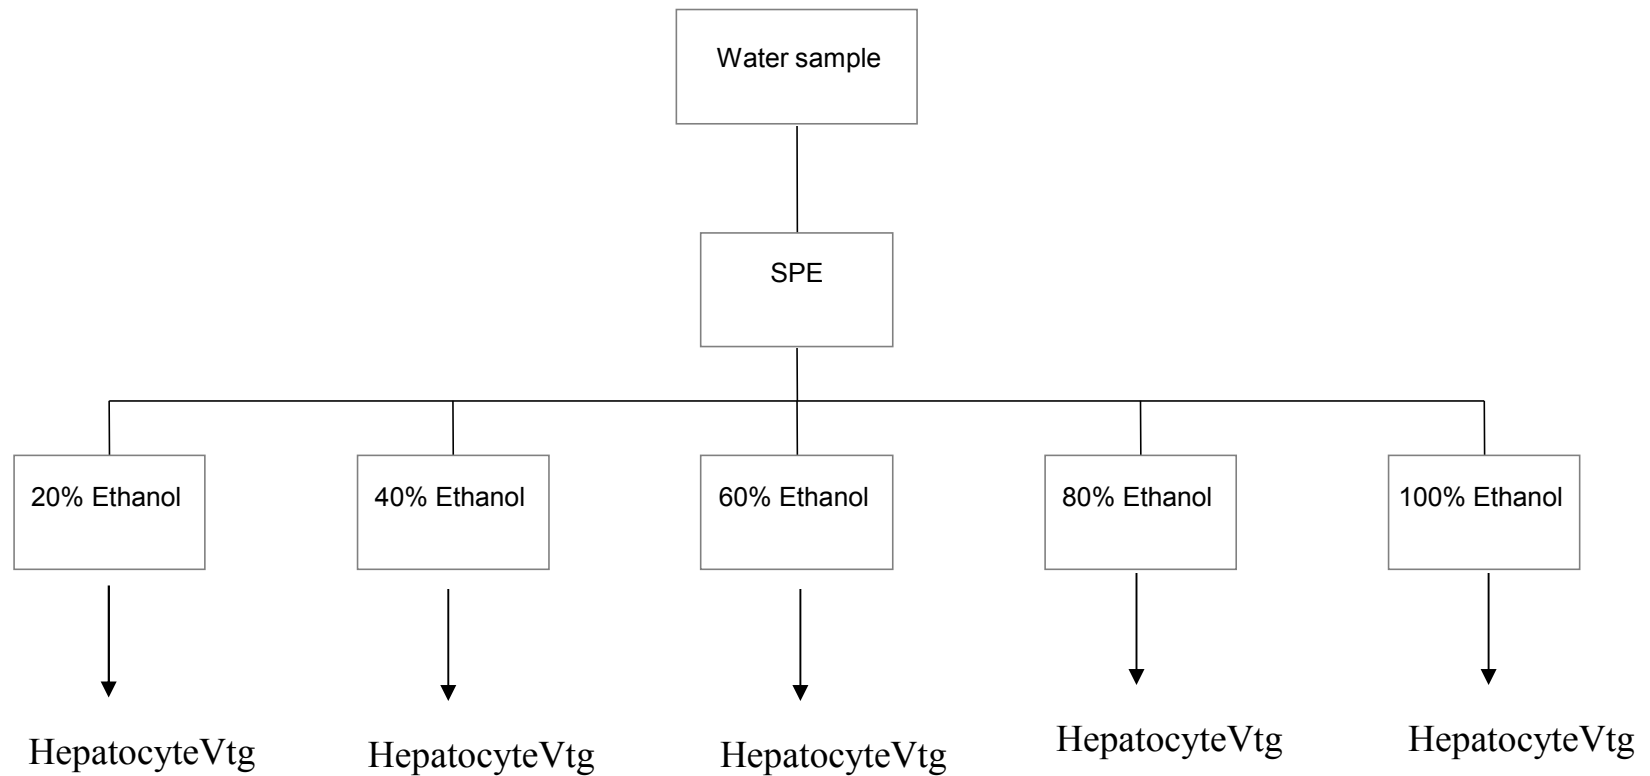 Water sample
SPE
20% Ethanol
40% Ethanol
60% Ethanol
80% Ethanol
100% Ethanol
HepatocyteVtg
HepatocyteVtg
HepatocyteVtg
HepatocyteVtg
HepatocyteVtg